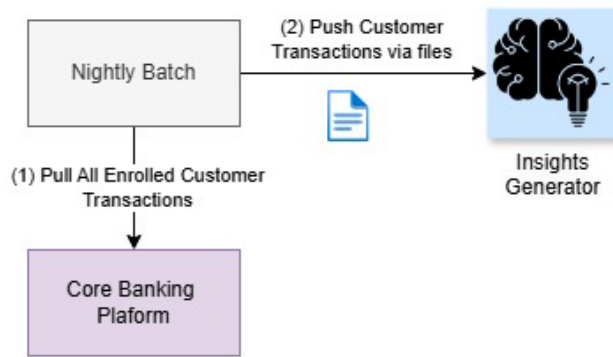 (2) Push Customer
Transactions via files
Nightly Batch
Insights
Generator
(1) Pull All Enrolled Customer
Transactions
Core Banking
Plaform